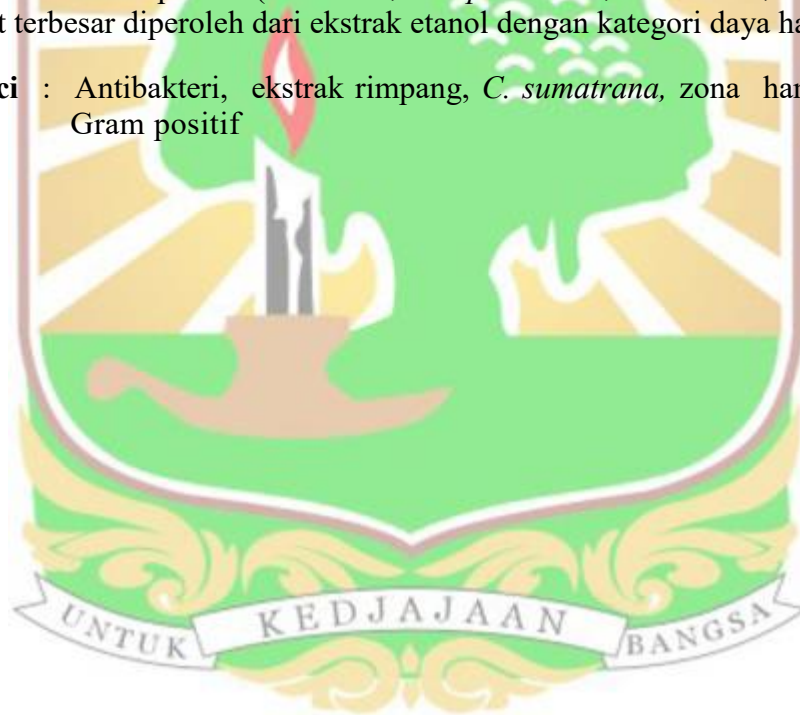 t terbesar diperoleh dari ekstrak etanol dengan kategori daya ha
ci : Antibakteri, ekstrak rimpang, C. sumatrana, zona han
Gram positif
UNTUK KEDJAJAAN BANGSA